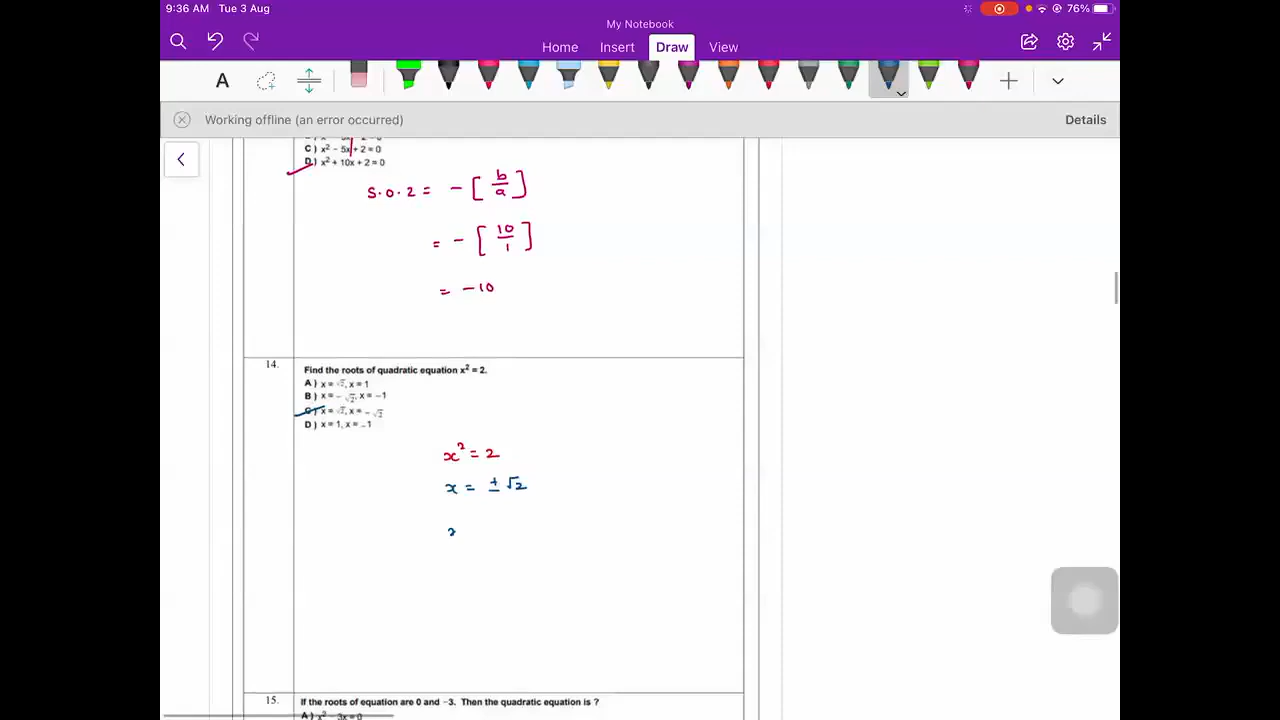 9:36 AM Tue 3 Aug
76%
My Notebook
Home Insert Draw View
A
Working offline (an error occurred) Details
C ) x² − 5x + 2 = 0
D ) x² + 10x + 2 = 0
S.O.Z = − [ b/a ]
= − [ 10/1 ]
= −10
14.
Find the roots of quadratic equation x² = 2.
A ) x = √2, x = 1
B ) x = − √2, x = −1
C ) x = √2, x = − √2
D ) x = 1, x = −1
x² = 2
x = ± √2
15.
If the roots of equation are 0 and −3. Then the quadratic equation is ?
A ) x² − 3x = 0